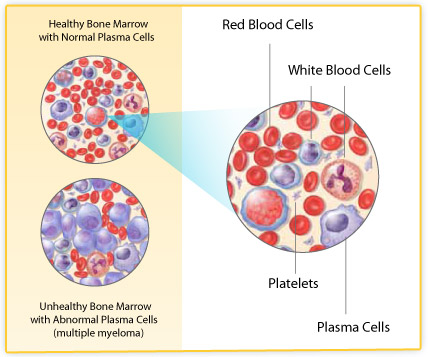 Healthy Bone Marrow
with Normal Plasma Cells
Red Blood Cells
White Blood Cells
Platelets
Plasma Cells
Unhealthy Bone Marrow
with Abnormal Plasma Cells
(multiple myeloma)